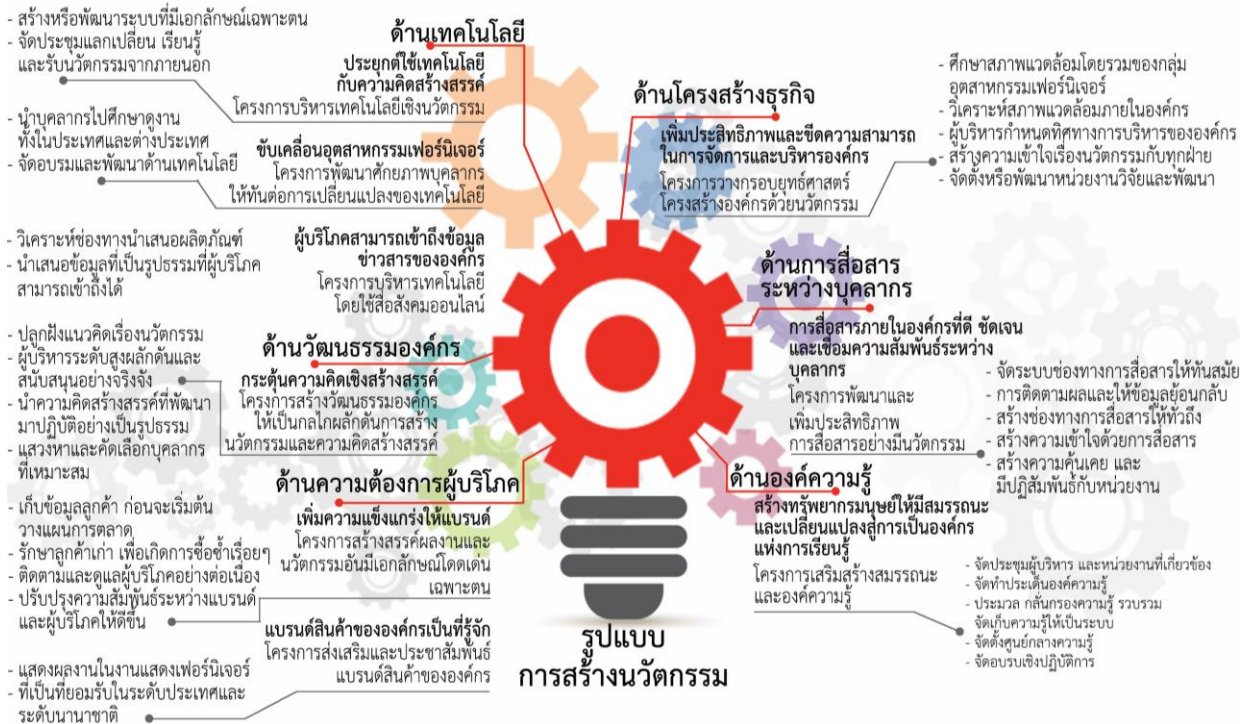 - สร้างหรือพัฒนาระบบที่มีเอกลักษณ์เฉพาะตน
- จัดประชุมแลกเปลี่ยน เรียนรู้
และรับนวัตกรรมจากภายนอก
- นำบุคลากรไปศึกษาดูงาน
ทั้งในประเทศและต่างประเทศ
- จัดอบรมและพัฒนาด้านเทคโนโลยี
ด้านเทคโนโลยี
ประยุกต์ใช้เทคโนโลยี
กับความคิดสร้างสรรค์
โครงการบริหารเทคโนโลยีเชิงนวัตกรรม
ขับเคลื่อนอุตสาหกรรมเฟอร์นิเจอร์
โครงการพัฒนาศักยภาพบุคลากร
ให้ทันต่อการเปลี่ยนแปลงของเทคโนโลยี
- วิเคราะห์ช่องทางนำเสนอผลิตภัณฑ์
- นำเสนอข้อมูลที่เป็นรูปธรรมที่ผู้บริโภค
สามารถเข้าถึงได้
ผู้บริโภคสามารถเข้าถึงข้อมูล
ข่าวสารขององค์กร
โครงการบริหารเทคโนโลยี
โดยใช้สื่อสังคมออนไลน์
- ปลูกฝังแนวคิดเรื่องนวัตกรรม
- ผู้บริหารระดับสูงผลักดันและ
สนับสนุนอย่างจริงจัง
- นำความคิดสร้างสรรค์ที่พัฒนา
มาปฏิบัติอย่างเป็นรูปธรรม
- แสวงหาและคัดเลือกบุคลากร
ที่เหมาะสม
ด้านวัฒนธรรมองค์กร
กระตุ้นความคิดเชิงสร้างสรรค์
โครงการสร้างวัฒนธรรมองค์กร
ให้เป็นกลไกผลักดันการสร้าง
นวัตกรรมและความคิดสร้างสรรค์
- เก็บข้อมูลลูกค้า ก่อนจะเริ่มต้น
วางแผนการตลาด
- รักษาลูกค้าเก่า เพื่อเกิดการซื้อซ้ำเรื่อยๆ
- ติดตามและดูแลผู้บริโภคอย่างต่อเนื่อง
- ปรับปรุงความสัมพันธ์ระหว่างแบรนด์
และผู้บริโภคให้ดีขึ้น
ด้านความต้องการผู้บริโภค
เพิ่มความแข็งแกร่งให้แบรนด์
โครงการสร้างสรรค์ผลงานและ
นวัตกรรมอันมีเอกลักษณ์โดดเด่น
เฉพาะตน
แบรนด์สินค้าขององค์กรเป็นที่รู้จัก
โครงการส่งเสริมและประชาสัมพันธ์
แบรนด์สินค้าขององค์กร
- แสดงผลงานในงานแสดงเฟอร์นิเจอร์
- ที่เป็นที่ยอมรับในระดับประเทศและ
ระดับนานาชาติ
ด้านโครงสร้างธุรกิจ
เพิ่มประสิทธิภาพและขีดความสามารถ
ในการจัดการและบริหารองค์กร
โครงการวางกรอบยุทธ์ศาสตร์
โครงสร้างองค์กรด้วยนวัตกรรม
- ศึกษาสภาพแวดล้อมโดยรวมของกลุ่ม
อุตสาหกรรมเฟอร์นิเจอร์
- วิเคราะห์สภาพแวดล้อมภายในองค์กร
- ผู้บริหารกำหนดทิศทางการบริหารขององค์กร
- สร้างความเข้าใจเรื่องนวัตกรรมกับทุกฝ่าย
- จัดตั้งหรือพัฒนาหน่วยงานวิจัยและพัฒนา
ด้านการสื่อสาร
ระหว่างบุคลากร
การสื่อสารภายในองค์กรที่ดี ชัดเจน
และเชื่อมความสัมพันธ์ระหว่าง
บุคลากร
โครงการพัฒนาและ
เพิ่มประสิทธิภาพ
การสื่อสารอย่างมีนวัตกรรม
- จัดระบบช่องทางการสื่อสารให้ทันสมัย
- การติดตามผลและให้ข้อมูลย้อนกลับ
- สร้างช่องทางการสื่อสารให้ทั่วถึง
- สร้างความเข้าใจด้วยการสื่อสาร
- สร้างความคุ้นเคย และ
มีปฏิสัมพันธ์กับหน่วยงาน
ด้านองค์ความรู้
สร้างทรัพยากรมนุษย์ให้มีสมรรถนะ
และเปลี่ยนแปลงสู่การเป็นองค์กร
แห่งการเรียนรู้
โครงการเสริมสร้างสมรรถนะ
และองค์ความรู้
- จัดประชุมผู้บริหาร และหน่วยงานที่เกี่ยวข้อง
- จัดทำประเด็นองค์ความรู้
- ประมวล กลั่นกรองความรู้ รวบรวม
จัดเก็บความรู้ให้เป็นระบบ
- จัดตั้งศูนย์กลางความรู้
- จัดอบรบเชิงปฏิบัติการ
รูปแบบ
การสร้างนวัตกรรม